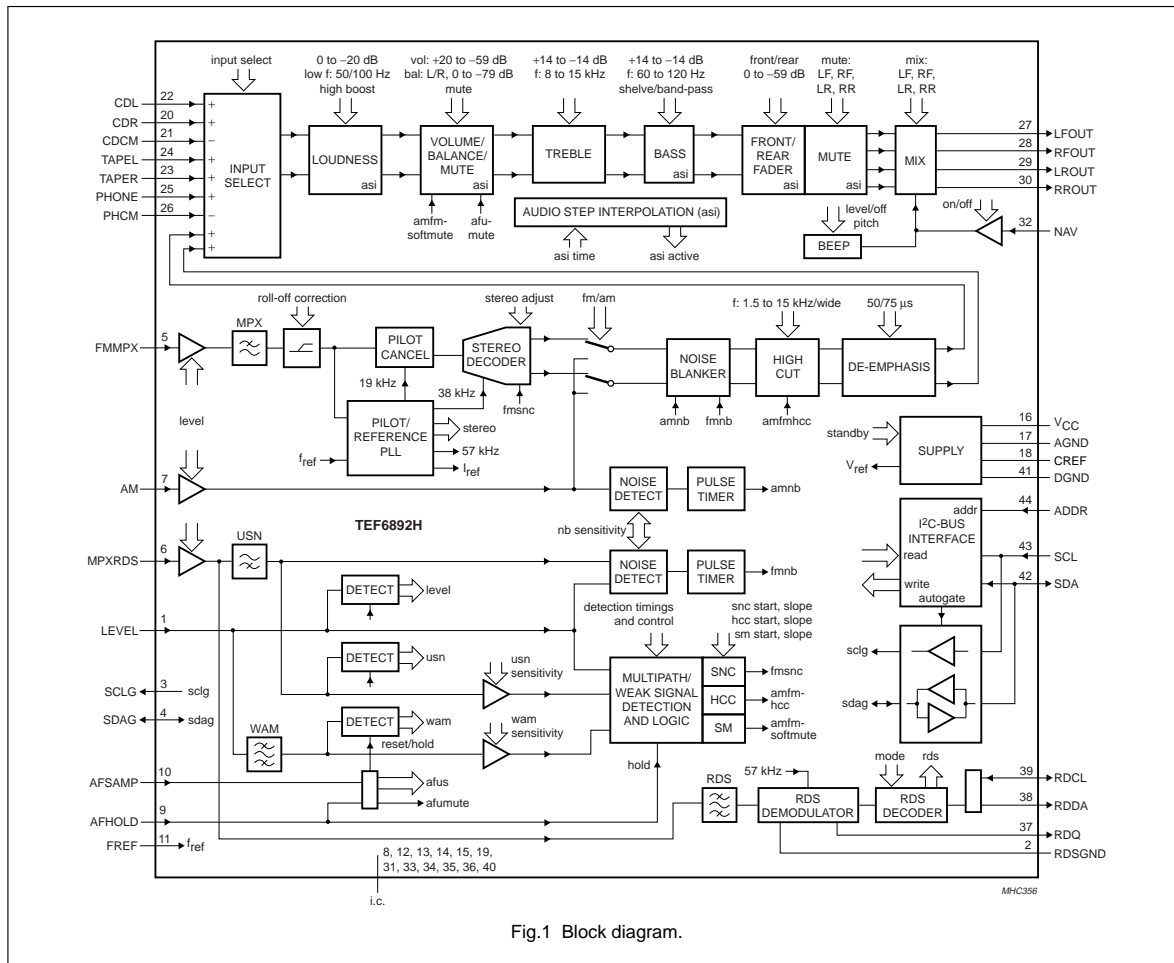 input select
0 to −20 dB
low f: 50/100 Hz
high boost
vol: +20 to −59 dB
bal: L/R, 0 to −79 dB
mute
+14 to −14 dB
f: 8 to 15 kHz
+14 to −14 dB
f: 60 to 120 Hz
shelve/band-pass
front/rear
0 to −59 dB
mute:
LF, RF,
LR, RR
mix:
LF, RF,
LR, RR
CDL
22
+
CDR
20
+
CDCM
21
−
TAPEL
24
+
TAPER
23
+
PHONE
25
+
PHCM
26
−
+
+
INPUT
SELECT
LOUDNESS
asi
VOLUME/
BALANCE/
MUTE
asi
TREBLE
BASS
asi
FRONT/
REAR
FADER
asi
MUTE
asi
MIX
27
LFOUT
28
RFOUT
29
LROUT
30
RROUT
amfm-
softmute
afu-
mute
AUDIO STEP INTERPOLATION (asi)
asi time
asi active
level/off
pitch
BEEP
on/off
32
NAV
roll-off correction
stereo adjust
fm/am
f: 1.5 to 15 kHz/wide
50/75 µs
FMMPX
5
MPX
PILOT
CANCEL
STEREO
DECODER
NOISE
BLANKER
HIGH
CUT
DE-EMPHASIS
level
19 kHz
38 kHz
fmsnc
amnb
fmnb
amfmhcc
PILOT/
REFERENCE
PLL
stereo
57 kHz
Iref
fref
standby
SUPPLY
Vref
16
VCC
17
AGND
18
CREF
41
DGND
AM
7
NOISE
DETECT
PULSE
TIMER
amnb
TEF6892H
nb sensitivity
addr
44
ADDR
I2C-BUS
INTERFACE
read
write
autogate
43
SCL
42
SDA
MPXRDS
6
USN
NOISE
DETECT
PULSE
TIMER
fmnb
DETECT
level
detection timings
and control
snc start, slope
hcc start, slope
sm start, slope
LEVEL
1
DETECT
usn
usn
sensitivity
MULTIPATH/
WEAK SIGNAL
DETECTION
AND LOGIC
SNC
HCC
SM
fmsnc
amfm-
hcc
amfm-
softmute
sclg
sdag
SCLG
3
sclg
SDAG
4
sdag
WAM
DETECT
wam
reset/hold
wam
sensitivity
hold
AFSAMP
10
afus
afumute
AFHOLD
9
FREF
11
fref
RDS
57 kHz
RDS
DEMODULATOR
mode
rds
RDS
DECODER
39
RDCL
38
RDDA
37
RDQ
2
RDSGND
8, 12, 13, 14, 15, 19,
31, 33, 34, 35, 36, 40
i.c.
MHC356
Fig.1 Block diagram.